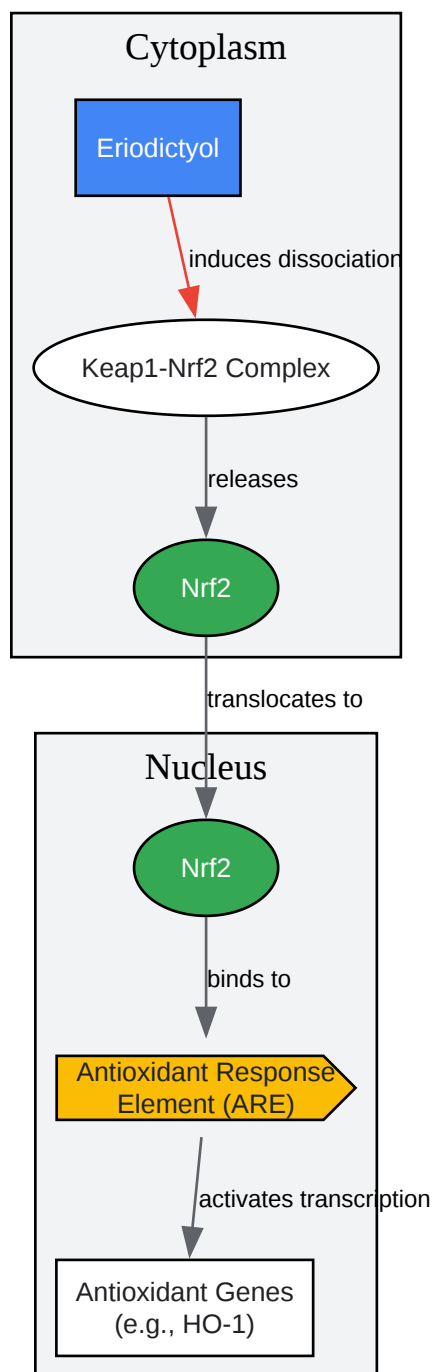 Cytoplasm
Eriodictyol
induces dissociation
Keap1-Nrf2 Complex
releases
Nrf2
translocates to
Nucleus
Nrf2
binds to
Antioxidant Response
Element (ARE)
activates transcription
Antioxidant Genes
(e.g., HO-1)